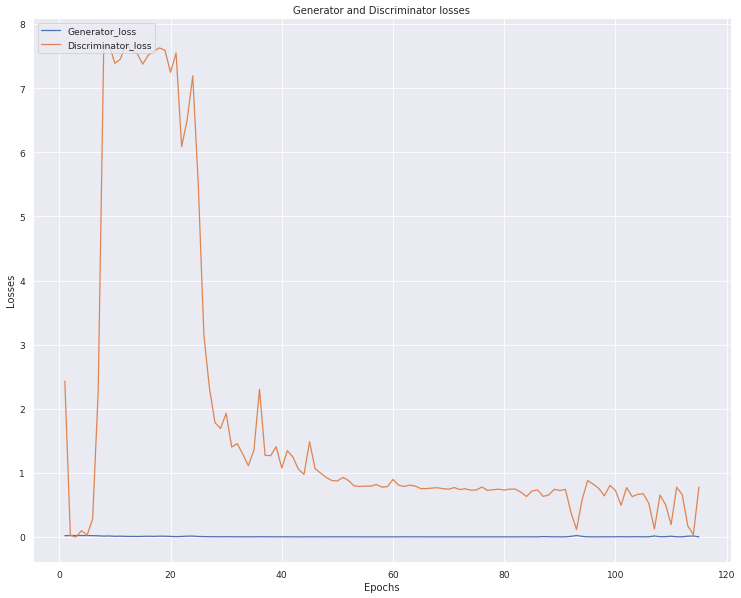 Generator and Discriminator losses
Generator_loss
Discriminator_loss
8
7
6
5
4
3
2
1
0
Losses
0 20 40 60 80 100 120
Epochs